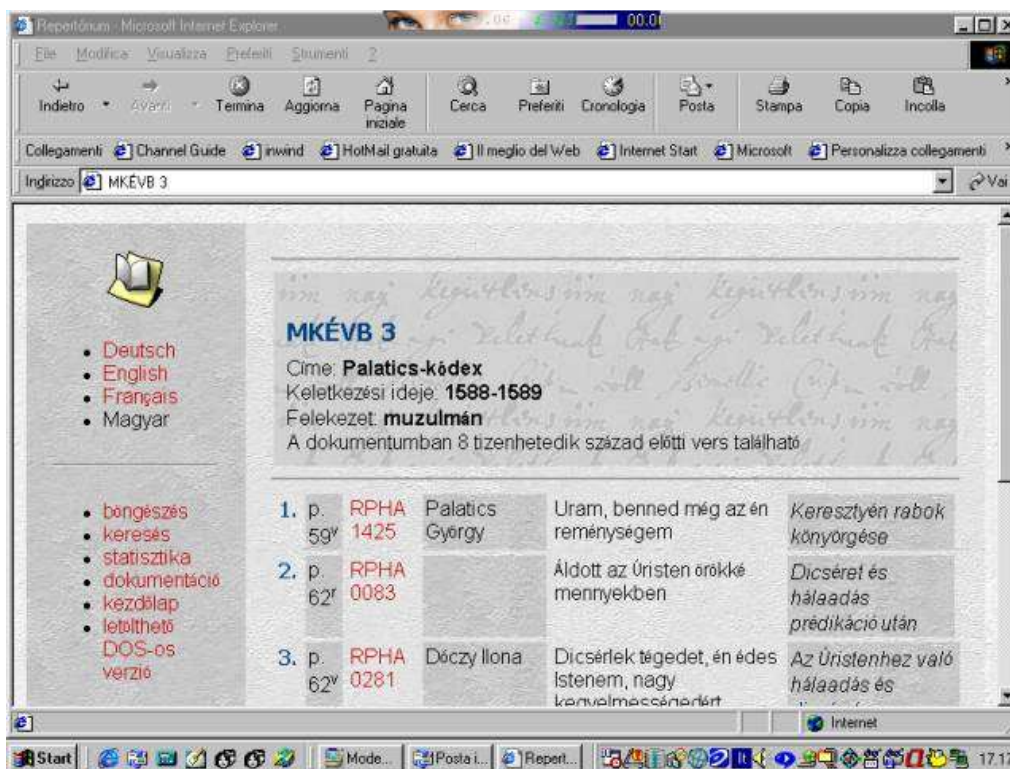 Repertórium - Microsoft Internet Explorer
00.0
File Modifica Visualizza Preferiti Strumenti ?
Indietro Avanti Termina Aggiorna Pagina iniziale Cerca Preferiti Cronologia Posta Stampa Copia Incolla
Collegamenti Channel Guide inwind HotMail gratuita Il meglio del Web Internet Start Microsoft Personalizza collegamenti
Indirizzo MKÉVB 3 Vai
Deutsch
English
Français
Magyar
böngészés
keresés
statisztika
dokumentáció
kezdőlap
letölthető
DOS-os
verzió
MKÉVB 3
Címe: Palatics-kódex
Keletkezési ideje: 1588-1589
Felekezet: muzulmán
A dokumentumban 8 tizenhetedik század előtti vers található
1. p. RPHA Palatics Uram, benned még az én Keresztyén rabok
59v 1425 György reménységem könyörgése
2. p. RPHA Áldott az Úristen örökké Dicséret és
62r 0083 mennyekben hálaadás
prédikáció után
3. p. RPHA Dóczy Ilona Dicsérlek tégedet, én édes Az Úristenhez való
62v 0281 Istenem, nagy hálaadás és
kegyelmességedért
Internet
Start Mode... Posta i... Repert... 17.17